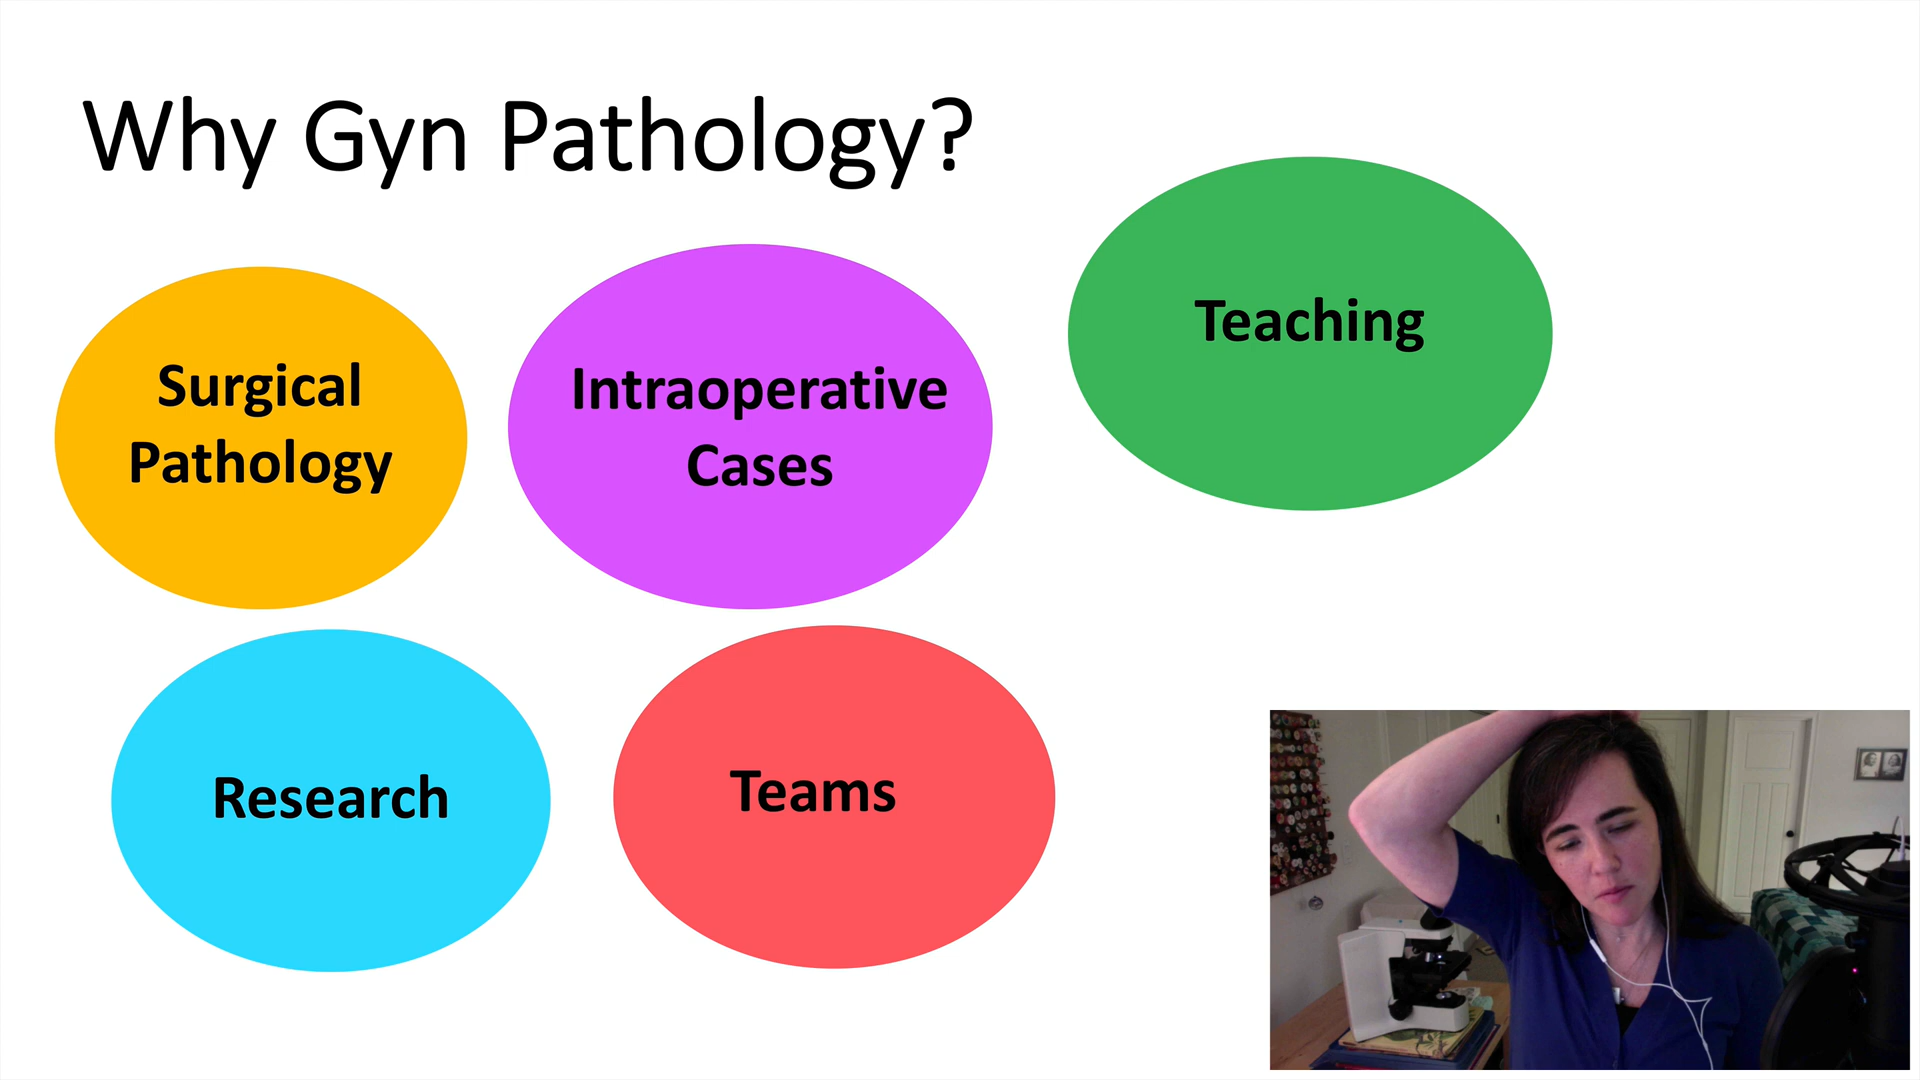 Why Gyn Pathology?
Surgical
Pathology
Intraoperative
Cases
Teaching
Research
Teams